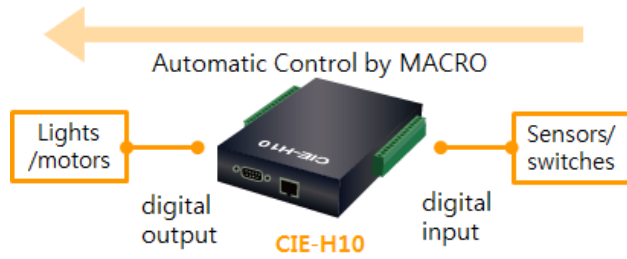 Automatic Control by MACRO
Lights
/motors
CIE-H10
Sensors/
switches
digital
output
digital
input
CIE-H10